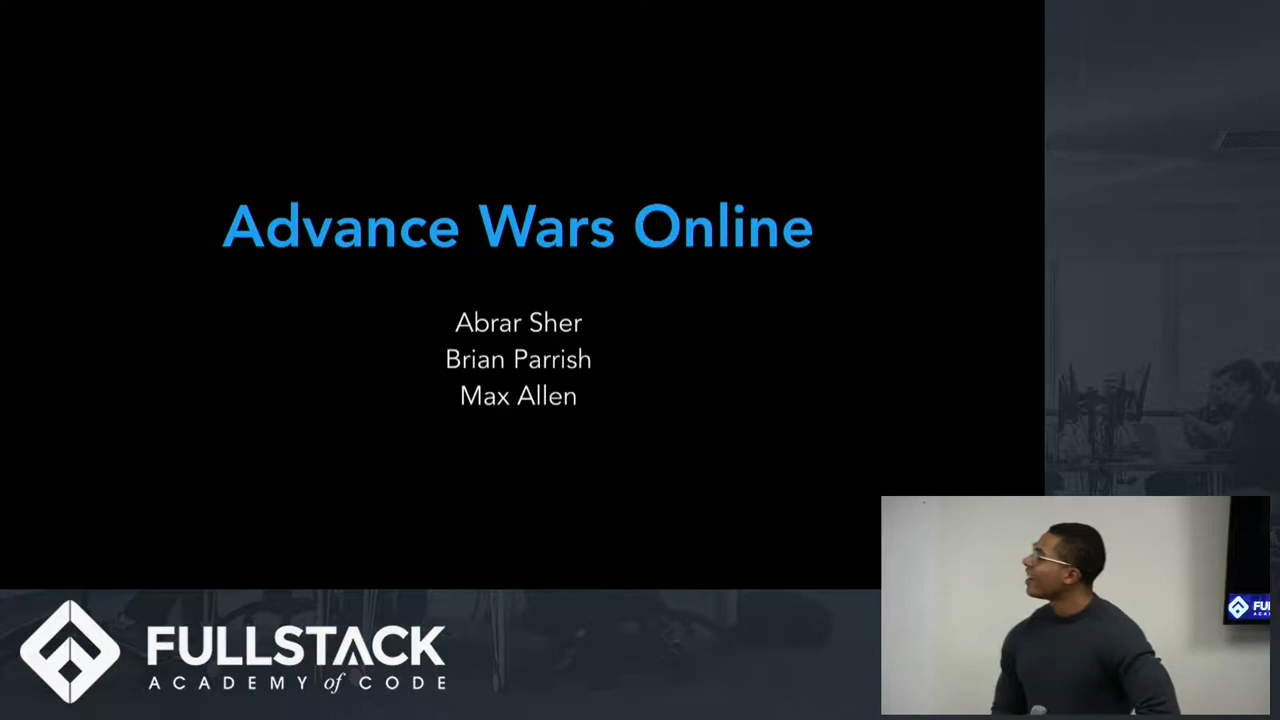 Advance Wars Online
Abrar Sher
Brian Parrish
Max Allen
FULLSTACK
ACADEMY of CODE